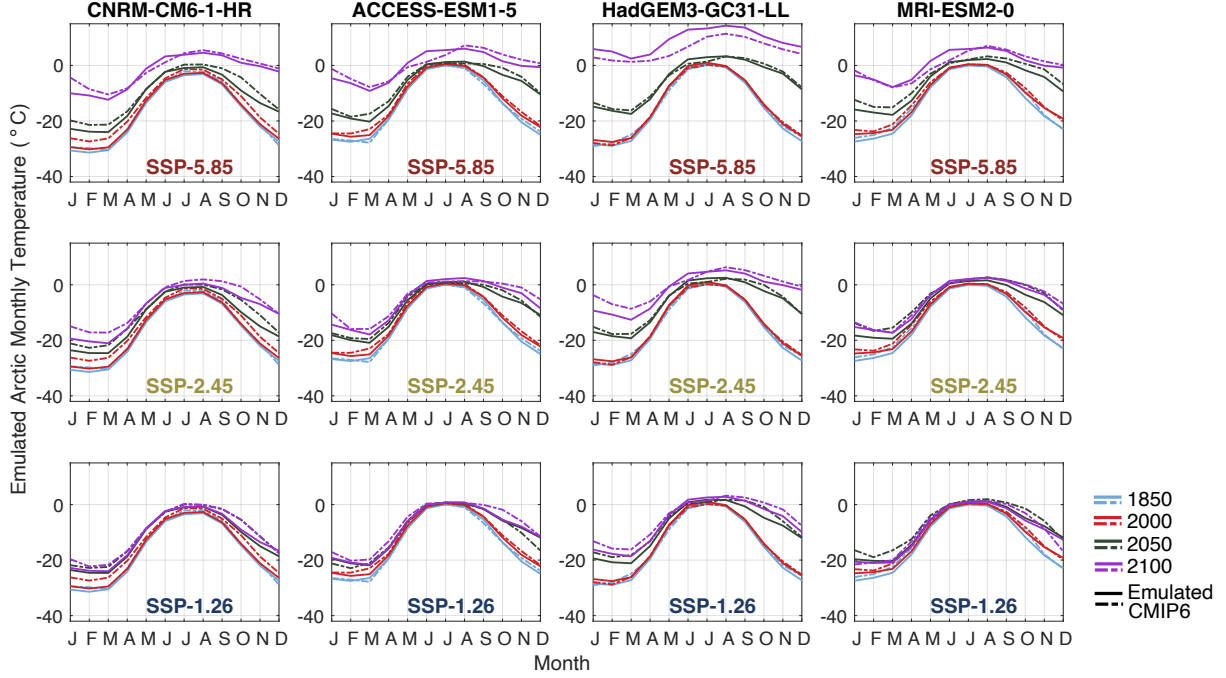 CNRM-CM6-1-HR ACCESS-ESM1-5 HadGEM3-GC31-LL MRI-ESM2-0
Emulated Arctic Monthly Temperature (°C)
0
-20
-40
SSP-5.85 SSP-5.85 SSP-5.85 SSP-5.85
J F M A M J J A S O N D J F M A M J J A S O N D J F M A M J J A S O N D J F M A M J J A S O N D
0
-20
-40
SSP-2.45 SSP-2.45 SSP-2.45 SSP-2.45
J F M A M J J A S O N D J F M A M J J A S O N D J F M A M J J A S O N D J F M A M J J A S O N D
0
-20
-40
SSP-1.26 SSP-1.26 SSP-1.26 SSP-1.26
J F M A M J J A S O N D J F M A M J J A S O N D J F M A M J J A S O N D J F M A M J J A S O N D
Month
1850
2000
2050
2100
Emulated
CMIP6